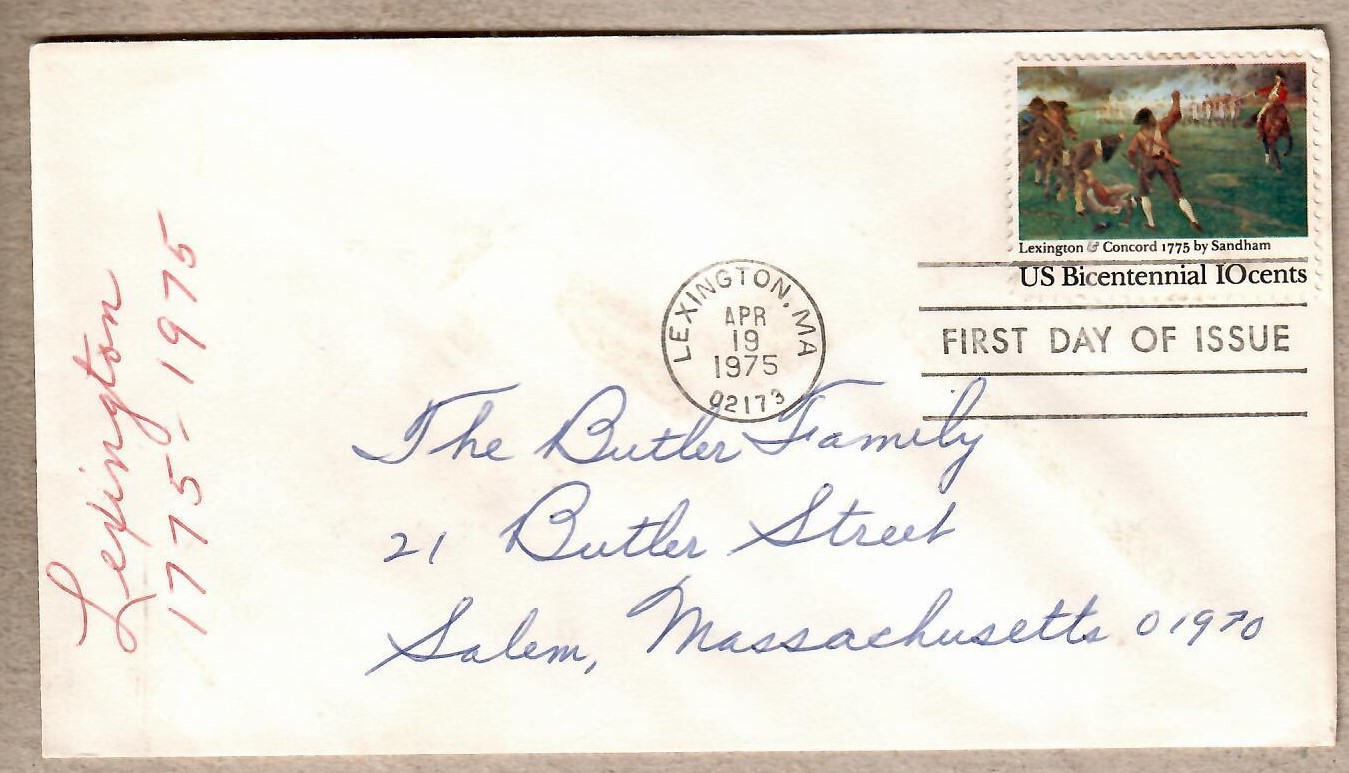 Lexington & Concord 1775 by Sandham
US Bicentennial 10cents
LEXINGTON, MA
APR
19
1975
02173
FIRST DAY OF ISSUE
Lexington
1775-1975
The Butler Family
21 Butler Street
Salem, Massachusetts 01970